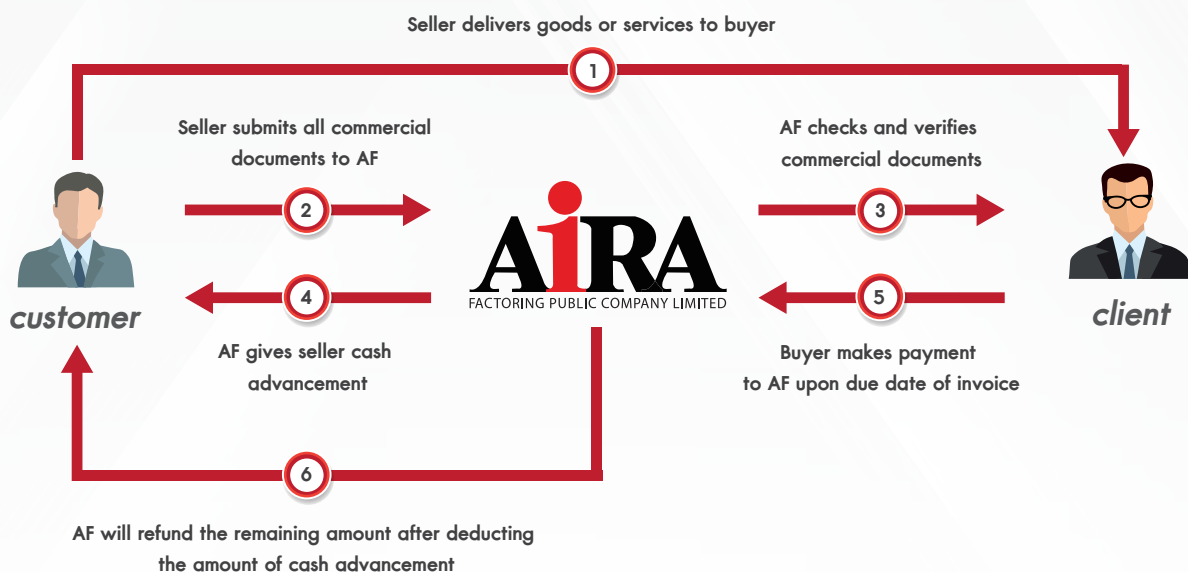 Seller delivers goods or services to buyer
1
Seller submits all commercial
documents to AF
AF checks and verifies
commercial documents
2
3
AiRA
FACTORING PUBLIC COMPANY LIMITED
4
5
customer
client
AF gives seller cash
advancement
Buyer makes payment
to AF upon due date of invoice
6
AF will refund the remaining amount after deducting
the amount of cash advancement